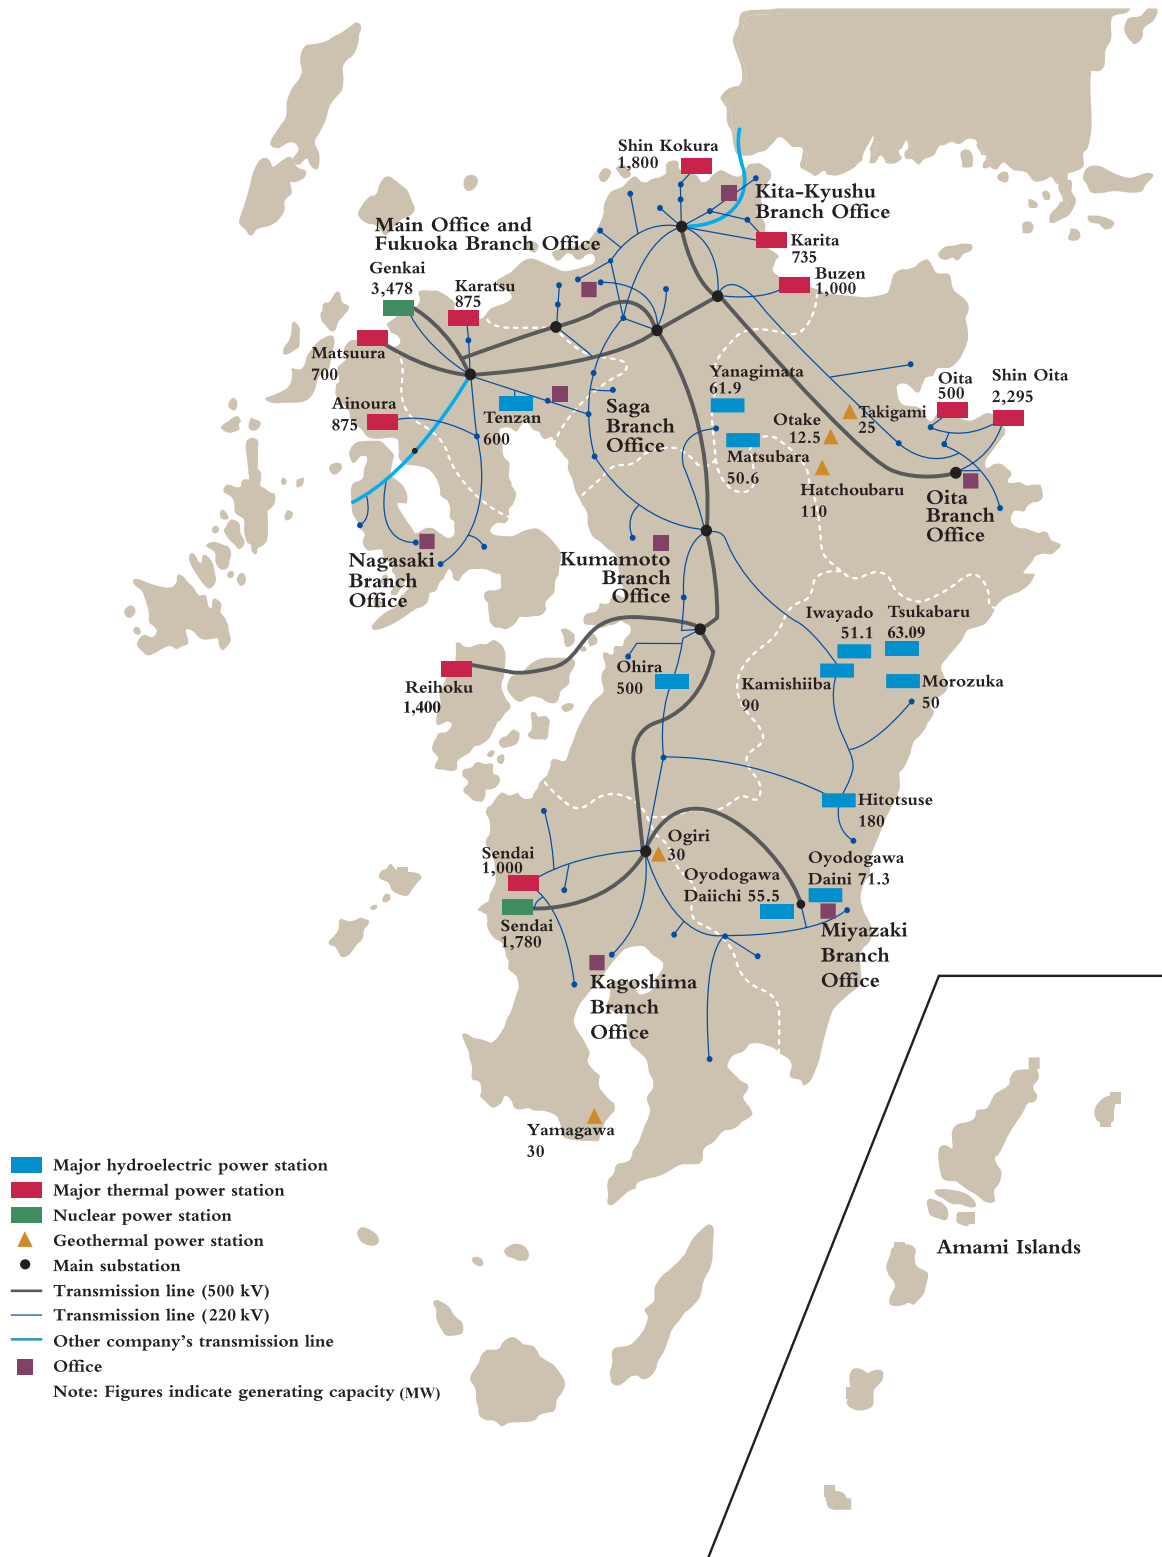 Shin Kokura
1,800
Kita-Kyushu
Branch Office
Main Office and
Fukuoka Branch Office
Karita
735
Genkai
3,478
Karatsu
875
Buzen
1,000
Matsuura
700
Yanagimata
61.9
Oita
500
Shin Oita
2,295
Ainoura
875
Tenzan
600
Saga
Branch
Office
Takigami
25
Otake
12.5
Matsubara
50.6
Hatchoubaru
110
Oita
Branch
Office
Nagasaki
Branch
Office
Kumamoto
Branch
Office
Iwayado
51.1
Tsukabaru
63.09
Ohira
500
Kamishiiba
90
Morozuka
50
Reihoku
1,400
Hitotsuse
180
Ogiri
30
Sendai
1,000
Oyodogawa
Daiichi 55.5
Oyodogawa
Daini 71.3
Sendai
1,780
Miyazaki
Branch
Office
Kagoshima
Branch
Office
Yamagawa
30
Major hydroelectric power station
Major thermal power station
Nuclear power station
Geothermal power station
Main substation
Transmission line (500 kV)
Transmission line (220 kV)
Other company's transmission line
Office
Note: Figures indicate generating capacity (MW)
Amami Islands